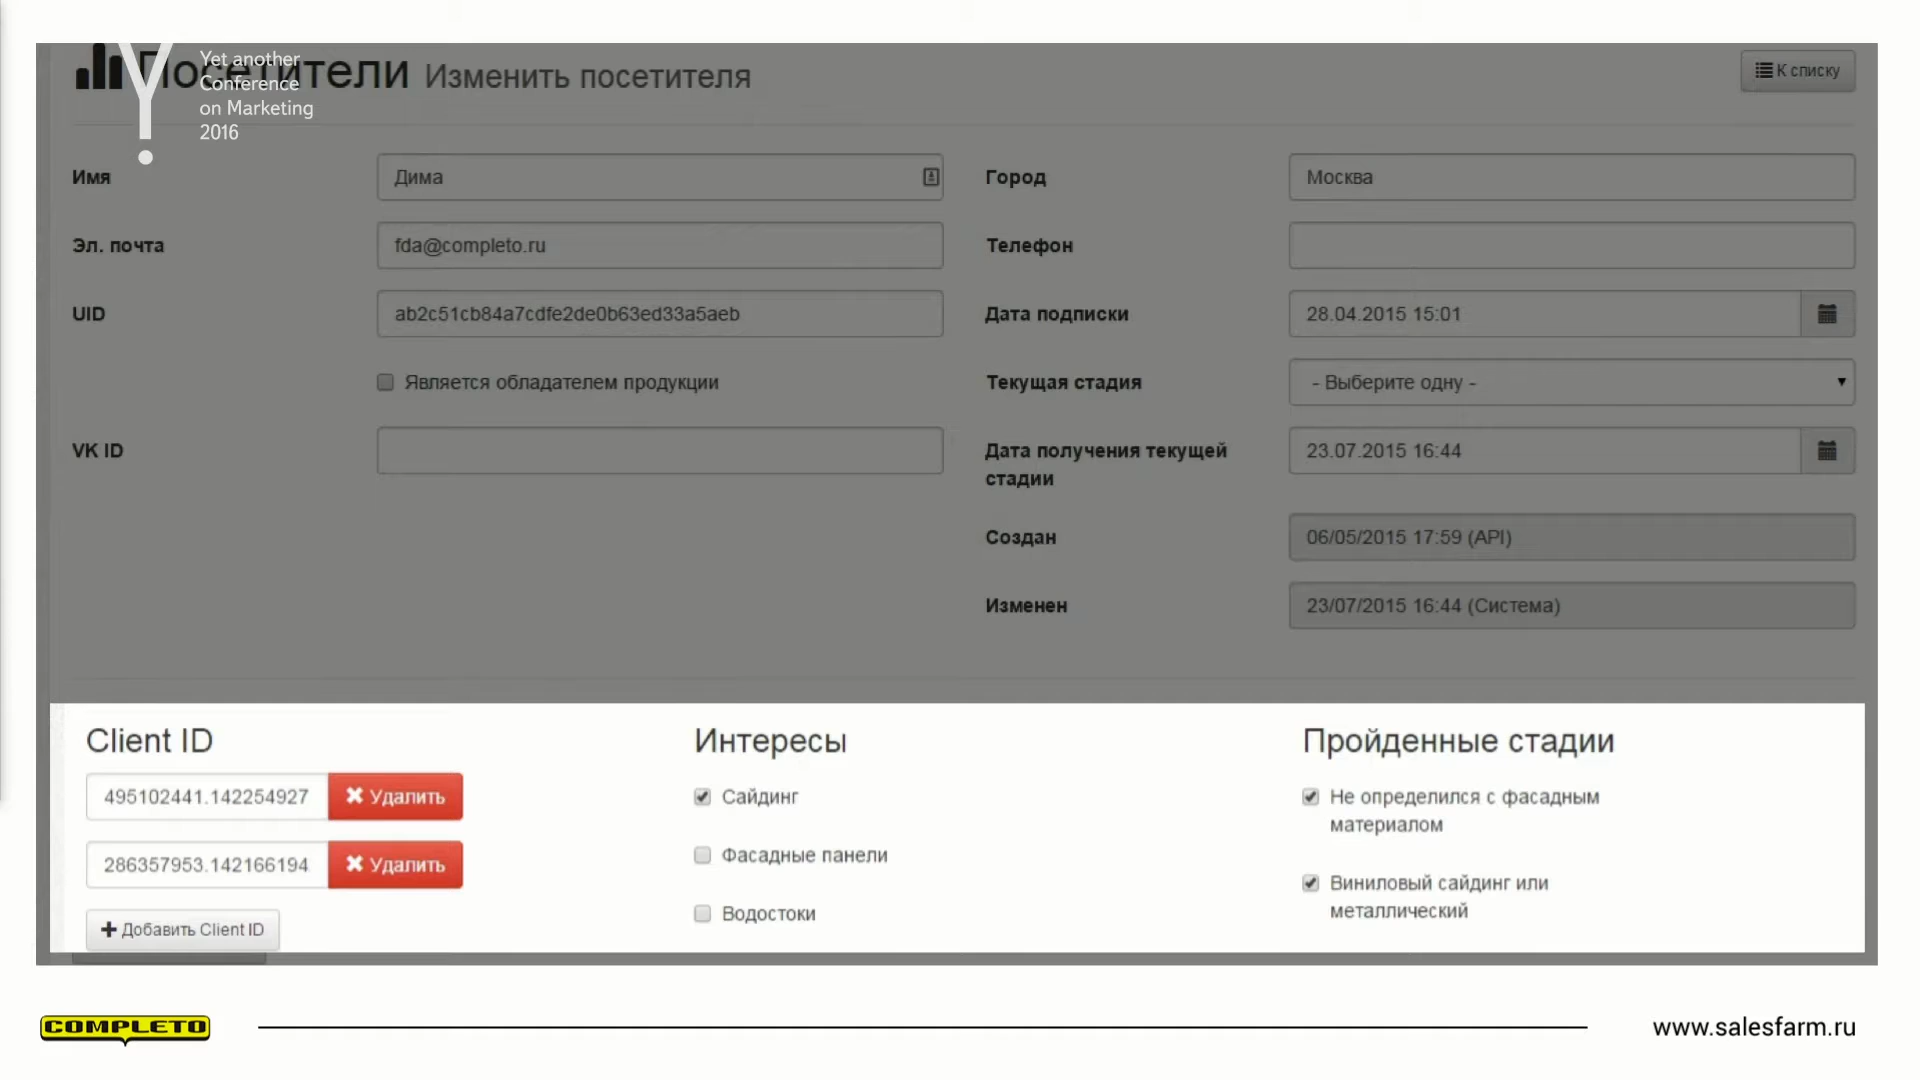 Посетители Изменить посетителя
К списку
Yet another
Conference
on Marketing
2016
Имя
Дима
Город
Москва
Эл. почта
fda@completo.ru
Телефон
UID
ab2c51cb84a7cdfe2de0b63ed33a5aeb
Дата подписки
28.04.2015 15:01
Является обладателем продукции
Текущая стадия
- Выберите одну -
VK ID
Дата получения текущей
стадии
23.07.2015 16:44
Создан
06/05/2015 17:59 (API)
Изменен
23/07/2015 16:44 (Система)
Client ID
495102441.142254927
Удалить
286357953.142166194
Удалить
Добавить Client ID
Интересы
Сайдинг
Фасадные панели
Водостоки
Пройденные стадии
Не определился с фасадным
материалом
Виниловый сайдинг или
металлический
COMPLETO
www.salesfarm.ru